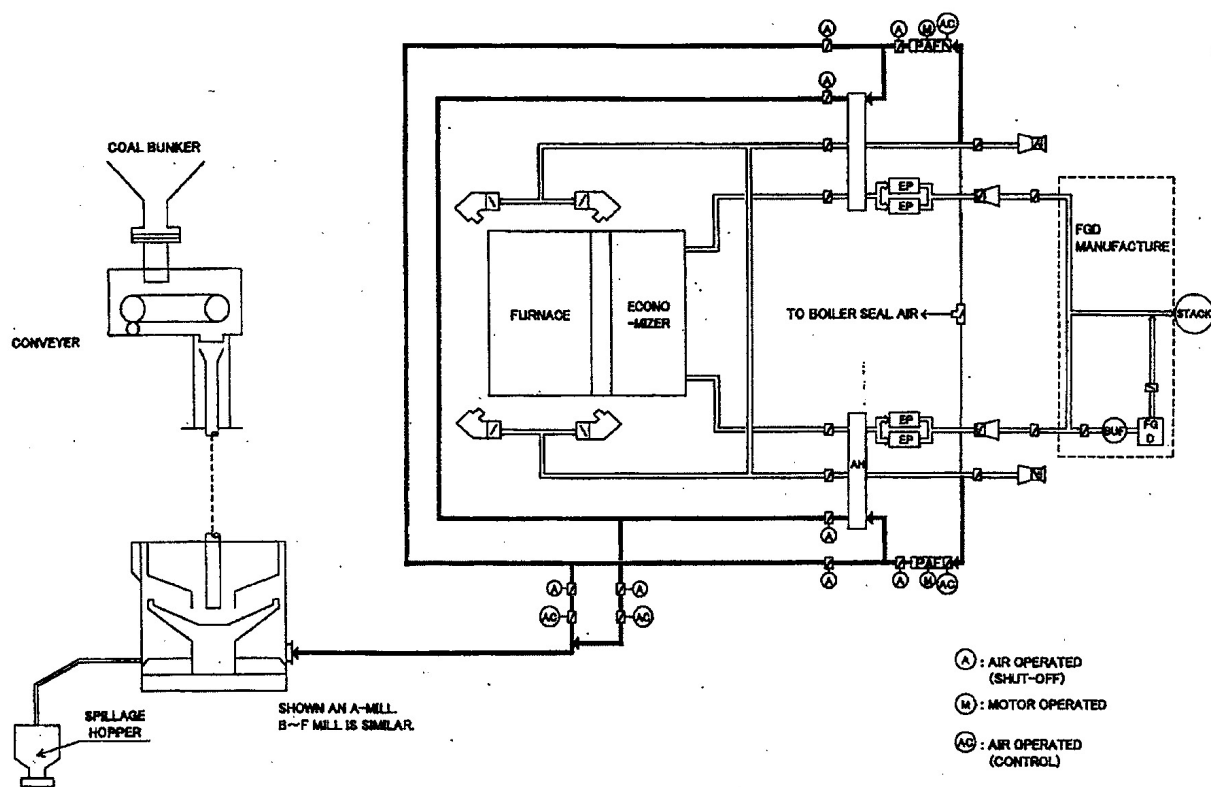 A
A
M
AC
PAF
A
COAL BUNKER
EP
EP
FGD
MANUFACTURE
FURNACE
ECONO
-MIZER
TO BOILER SEAL AIR
STACK
CONVEYER
EP
EP
BUF
FG
D
AH
A
PAF
A
A
M
AC
A
A
AC
AC
SHOWN AN A-MILL.
B~F MILL IS SIMILAR.
SPILLAGE
HOPPER
A : AIR OPERATED
(SHUT-OFF)
M : MOTOR OPERATED
AC : AIR OPERATED
(CONTROL)